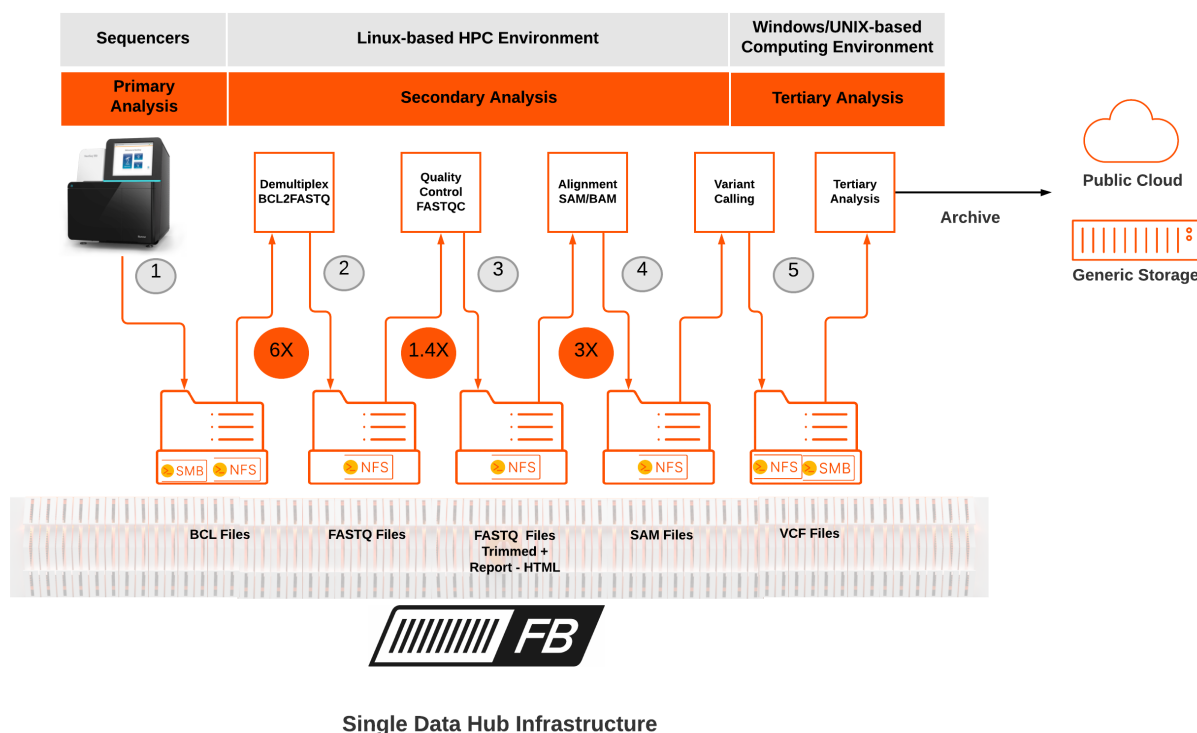 Sequencers
Linux-based HPC Environment
Windows/UNIX-based
Computing Environment
Primary
Analysis
Secondary Analysis
Tertiary Analysis
Demultiplex
BCL2FASTQ
Quality
Control
FASTQC
Alignment
SAM/BAM
Variant
Calling
Tertiary
Analysis
Archive
Public Cloud
Generic Storage
1
2
3
4
5
6X
1.4X
3X
SMB
NFS
NFS
NFS
NFS
NFS
SMB
BCL Files
FASTQ Files
FASTQ Files
Trimmed +
Report - HTML
SAM Files
VCF Files
FB
Single Data Hub Infrastructure